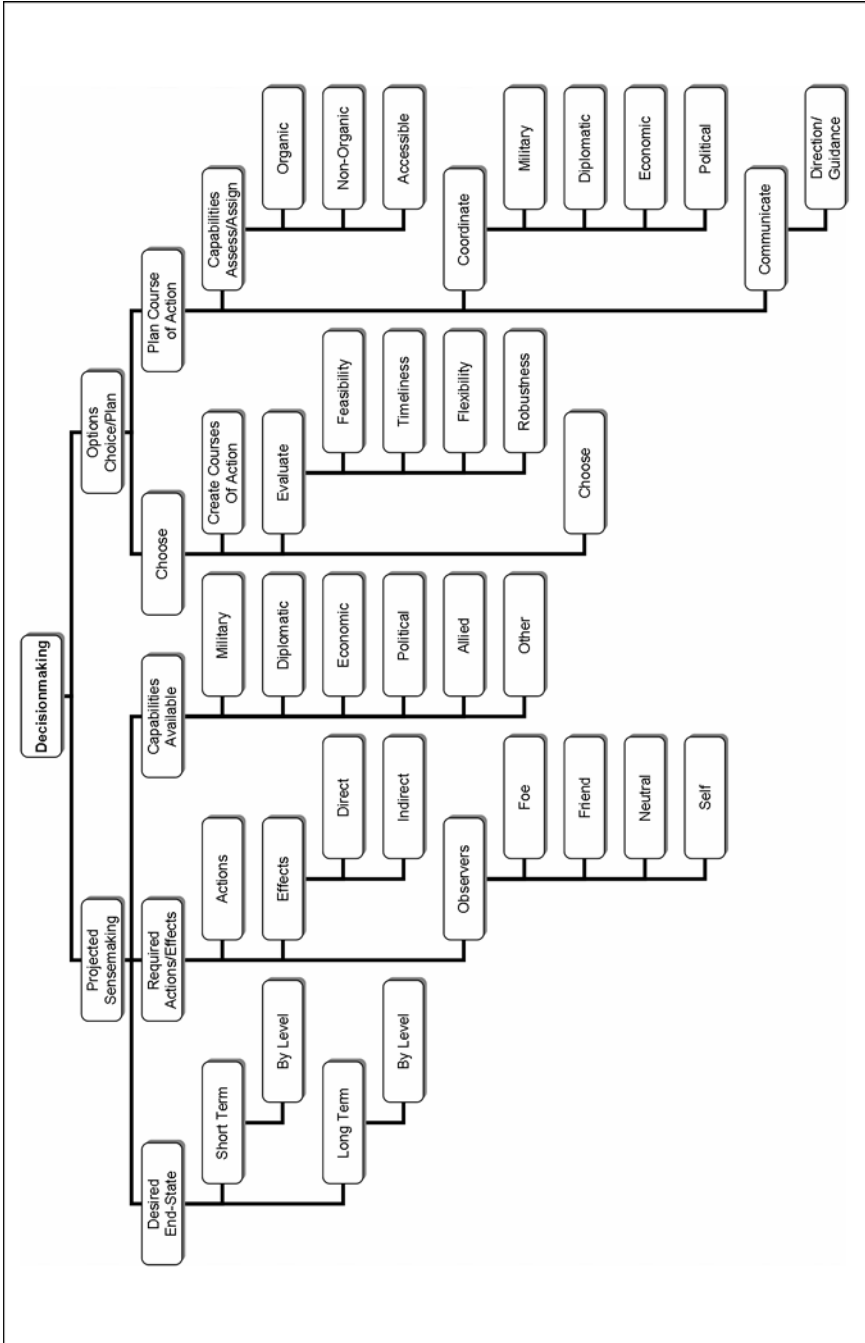 Decisionmaking
Projected
Sensemaking
Options
Choice/Plan
Desired
End-State
Required
Actions/Effects
Capabilities
Available
Choose
Plan Course
of Action
Short Term
By Level
Long Term
By Level
Actions
Effects
Direct
Indirect
Observers
Foe
Friend
Neutral
Self
Military
Diplomatic
Economic
Political
Allied
Other
Create Courses
Of Action
Evaluate
Feasibility
Timeliness
Flexibility
Robustness
Choose
Capabilities
Assess/Assign
Organic
Non-Organic
Accessible
Coordinate
Military
Diplomatic
Economic
Political
Communicate
Direction/
Guidance